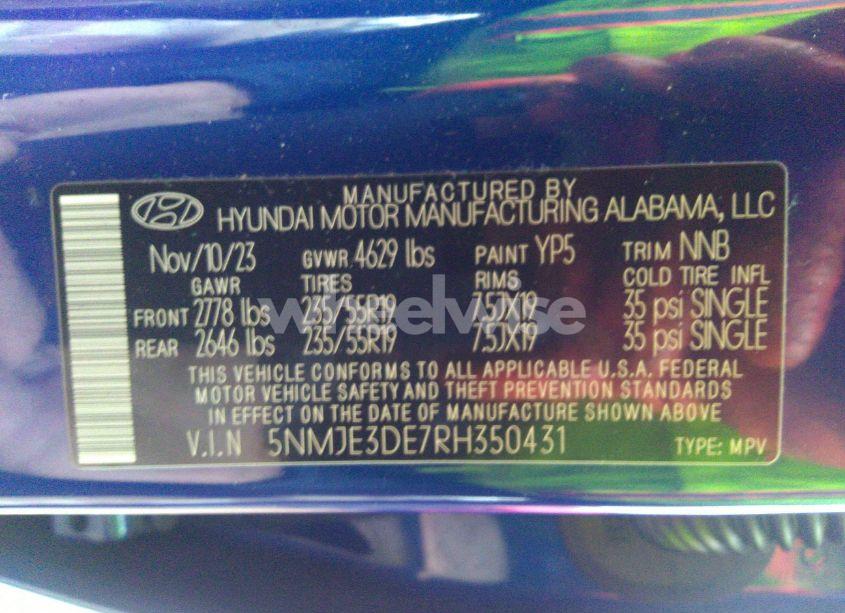 MANUFACTURED BY
HYUNDAI MOTOR MANUFACTURING ALABAMA, LLC
Nov/10/23 GVWR 4629 lbs PAINT YP5 TRIM NNB
GAWR TIRES RIMS COLD TIRE INFL
FRONT 2778 lbs 235/55R19 7.5JX19 35 psi SINGLE
REAR 2646 lbs 235/55R19 7.5JX19 35 psi SINGLE
wheelwise
THIS VEHICLE CONFORMS TO ALL APPLICABLE U.S.A. FEDERAL
MOTOR VEHICLE SAFETY AND THEFT PREVENTION STANDARDS
IN EFFECT ON THE DATE OF MANUFACTURE SHOWN ABOVE.
V.I.N 5NMJE3DE7RH350431 TYPE: MPV